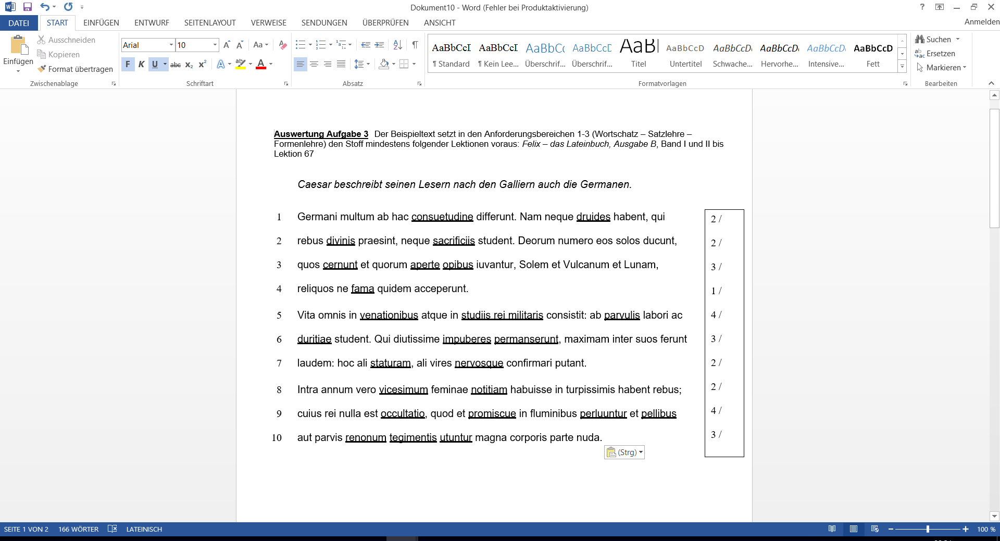 Dokument10 - Word (Fehler bei Produktaktivierung)
DATEI START EINFÜGEN ENTWURF SEITENLAYOUT VERWEISE SENDUNGEN ÜBERPRÜFEN ANSICHT Anmelden
Einfügen
Ausschneiden
Kopieren
Format übertragen
Zwischenablage
Arial 10
F K U abc x₂ x²
Aa
A A
Schriftart
Absatz
AaBbCcI AaBbCcI AaBbCc AaBbCcC AaBl AaBbCcD AaBbCcDc AaBbCcDc AaBbCcDc AaBbCcD
¶ Standard ¶ Kein Lee... Überschrif... Überschrif... Titel Untertitel Schwache... Hervorhe... Intensive... Fett
Formatvorlagen
Suchen
Ersetzen
Markieren
Bearbeiten
Auswertung Aufgabe 3 Der Beispieltext setzt in den Anforderungsbereichen 1-3 (Wortschatz – Satzlehre –
Formenlehre) den Stoff mindestens folgender Lektionen voraus: Felix – das Lateinbuch, Ausgabe B, Band I und II bis
Lektion 67
Caesar beschreibt seinen Lesern nach den Galliern auch die Germanen.
1 Germani multum ab hac consuetudine differunt. Nam neque druides habent, qui 2 /
2 rebus divinis praesint, neque sacrificiis student. Deorum numero eos solos ducunt, 2 /
3 quos cernunt et quorum aperte opibus iuvantur, Solem et Vulcanum et Lunam, 3 /
4 reliquos ne fama quidem acceperunt. 1 /
5 Vita omnis in venationibus atque in studiis rei militaris consistit: ab parvulis labori ac 4 /
6 duritiae student. Qui diutissime impuberes permanserunt, maximam inter suos ferunt 3 /
7 laudem: hoc ali staturam, ali vires nervosque confirmari putant. 2 /
8 Intra annum vero vicesimum feminae notitiam habuisse in turpissimis habent rebus; 2 /
9 cuius rei nulla est occultatio, quod et promiscue in fluminibus perluuntur et pellibus 4 /
10 aut parvis renonum tegimentis utuntur magna corporis parte nuda. 3 /
(Strg)
SEITE 1 VON 2 166 WÖRTER LATEINISCH 100 %